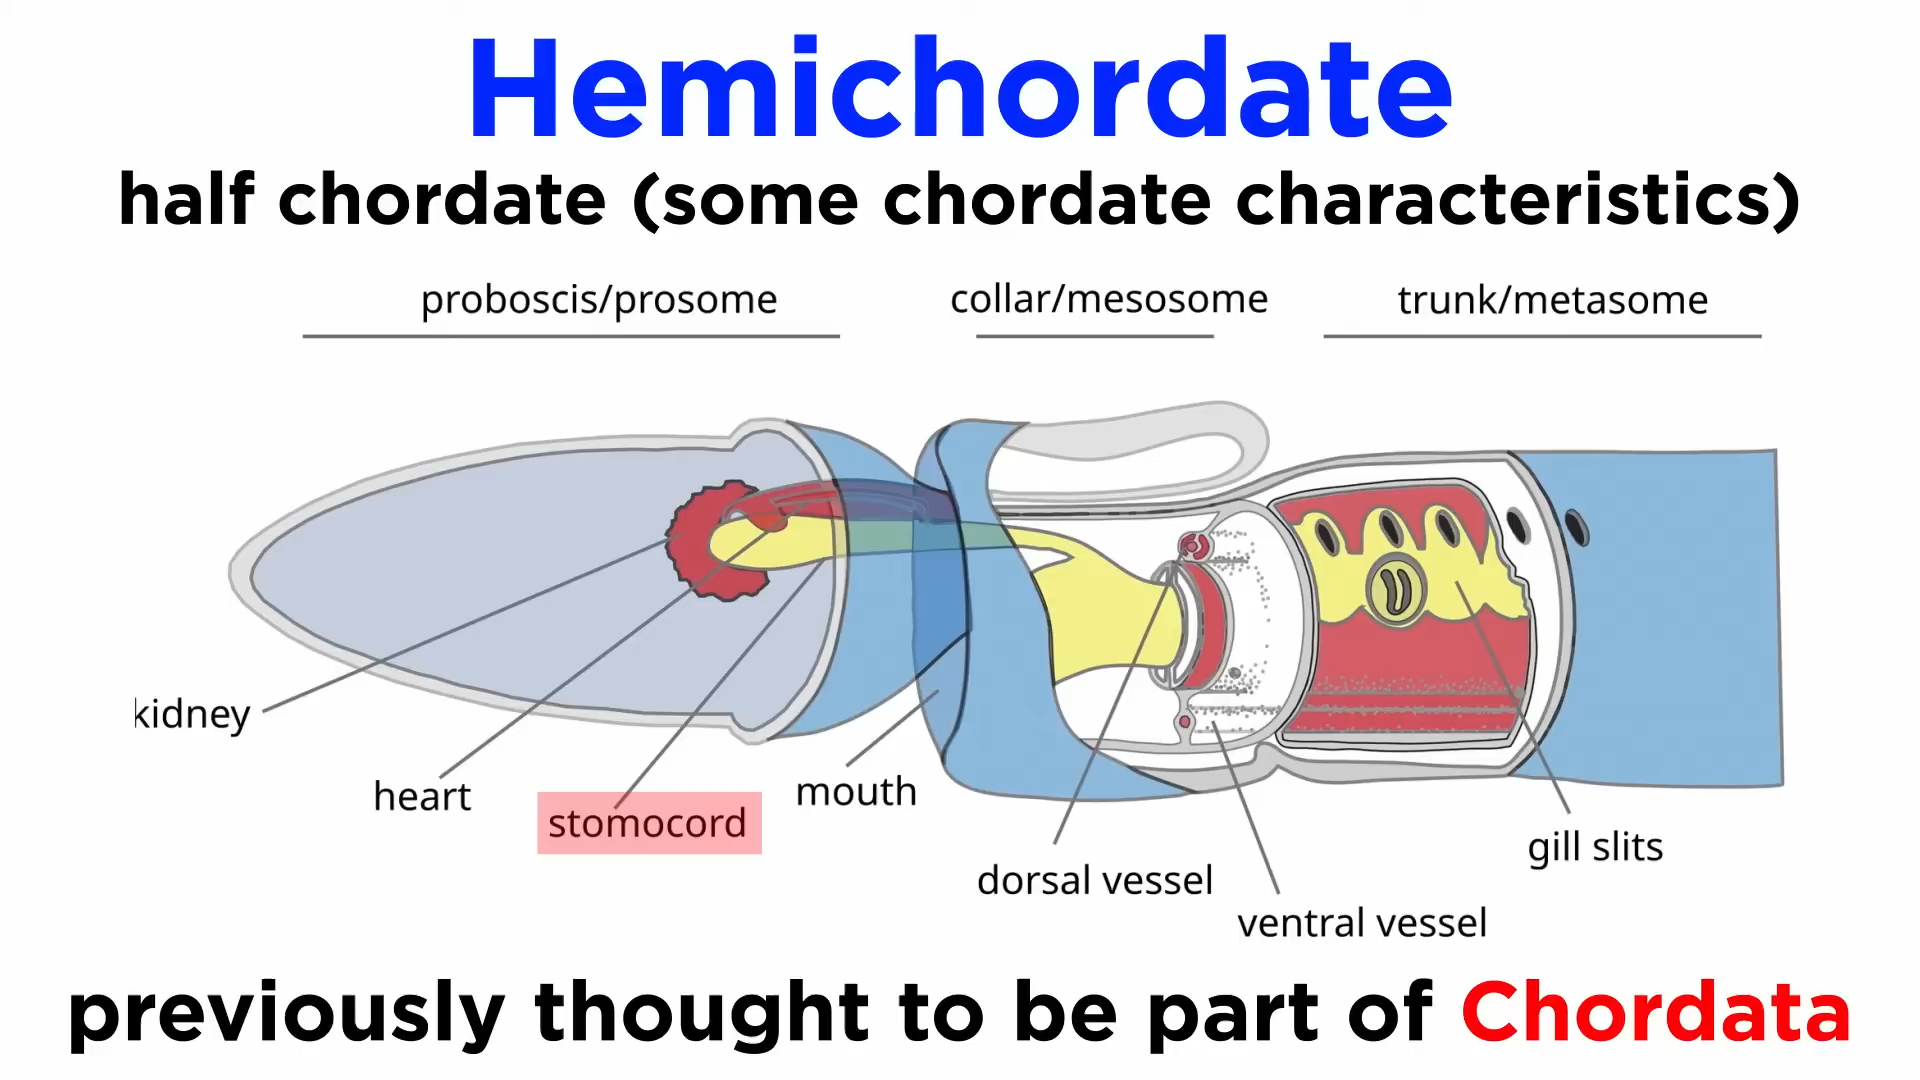 Hemichordate
half chordate (some chordate characteristics)
proboscis/prosome
collar/mesosome
trunk/metasome
kidney
heart
stomocord
mouth
dorsal vessel
ventral vessel
gill slits
previously thought to be part of Chordata